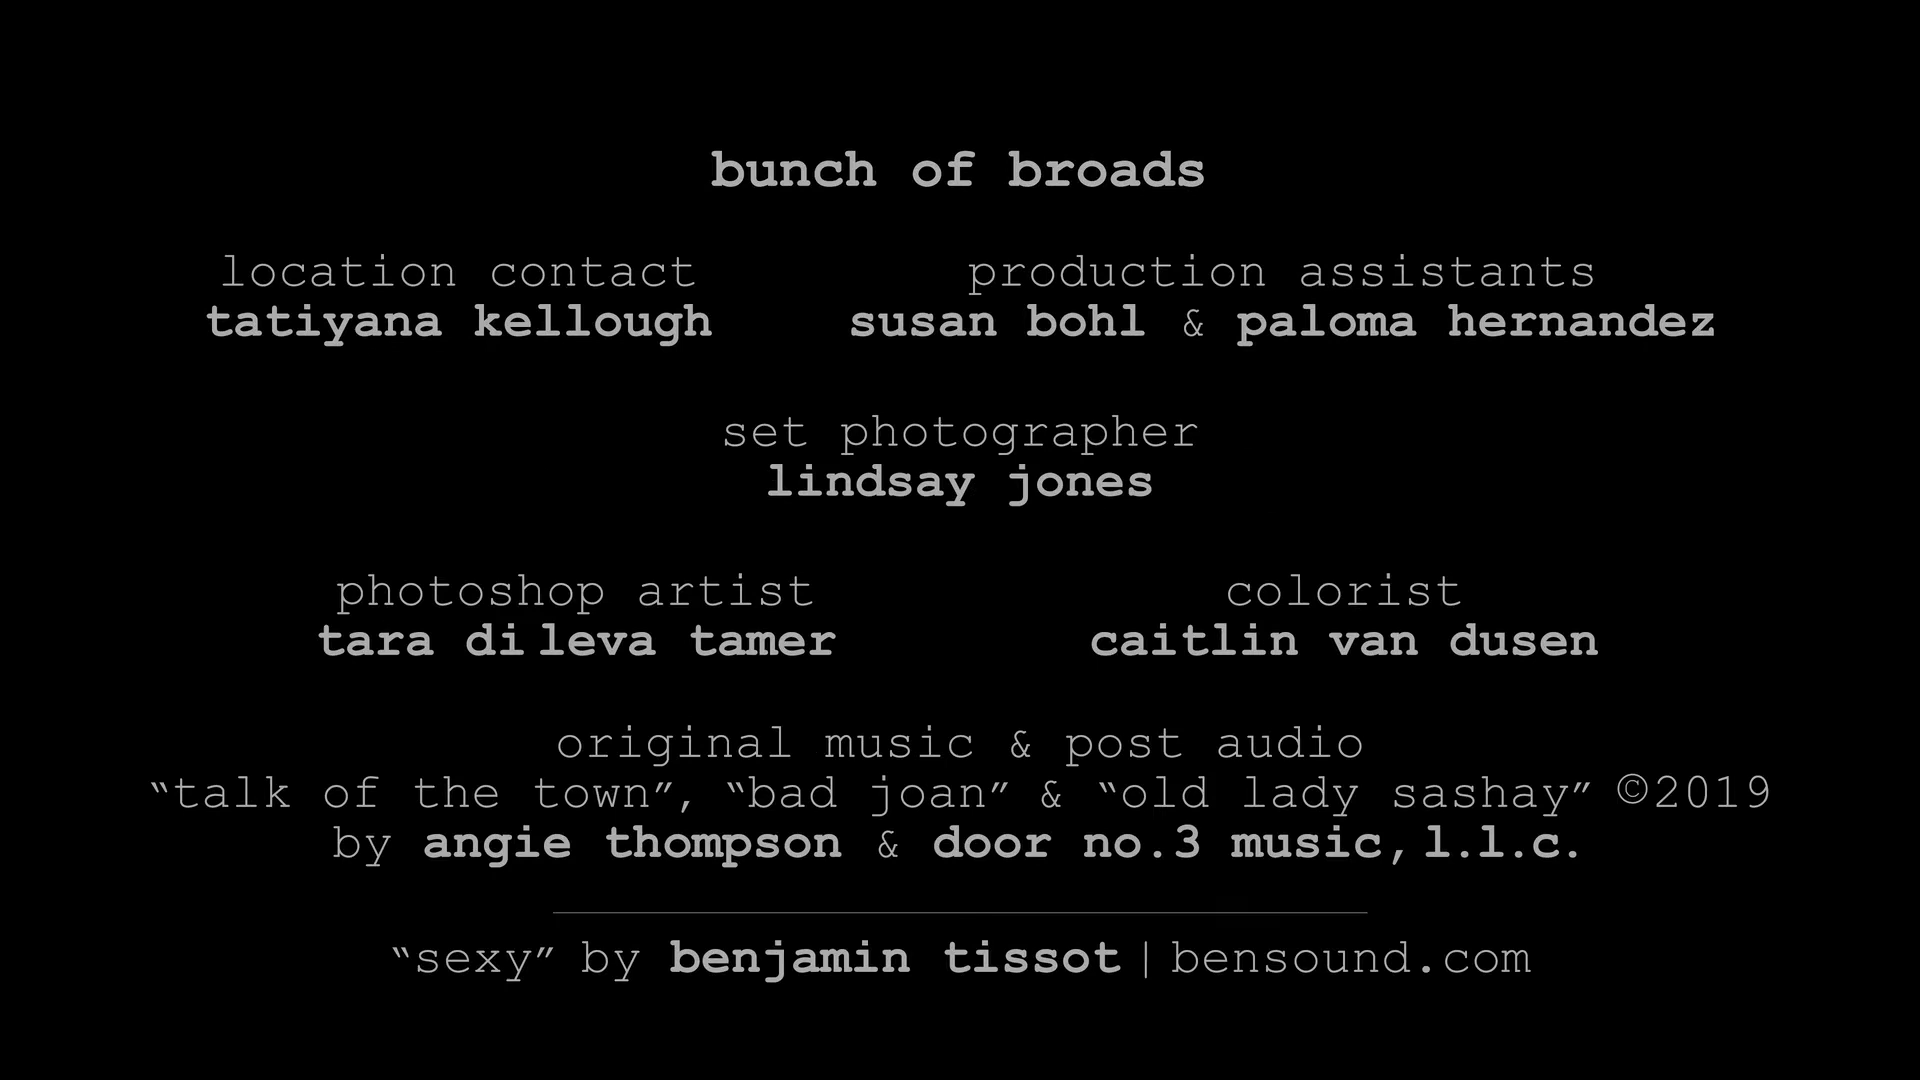 bunch of broads
location contact
tatiyana kellough
production assistants
susan bohl & paloma hernandez
set photographer
lindsay jones
photoshop artist
tara di leva tamer
colorist
caitlin van dusen
original music & post audio
“talk of the town”, “bad joan” & “old lady sashay” ©2019
by angie thompson & door no.3 music, l.l.c.
“sexy” by benjamin tissot | bensound.com